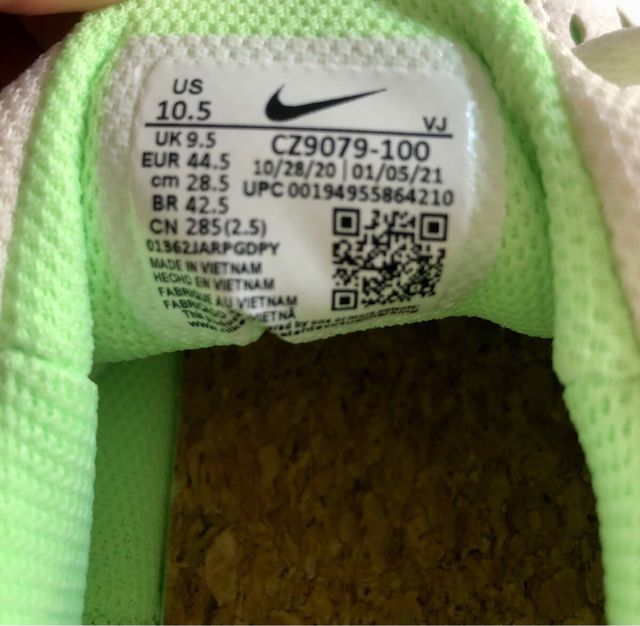 US
10.5
VJ
UK 9.5
CZ9079-100
EUR 44.5
10/28/20 | 01/05/21
cm 28.5
UPC 00194955864210
BR 42.5
CN 285(2.5)
01362JARPGDPY
MADE IN VIETNAM
HECHO EN VIETNAM
FABRIQUÉ AU VIETNAM